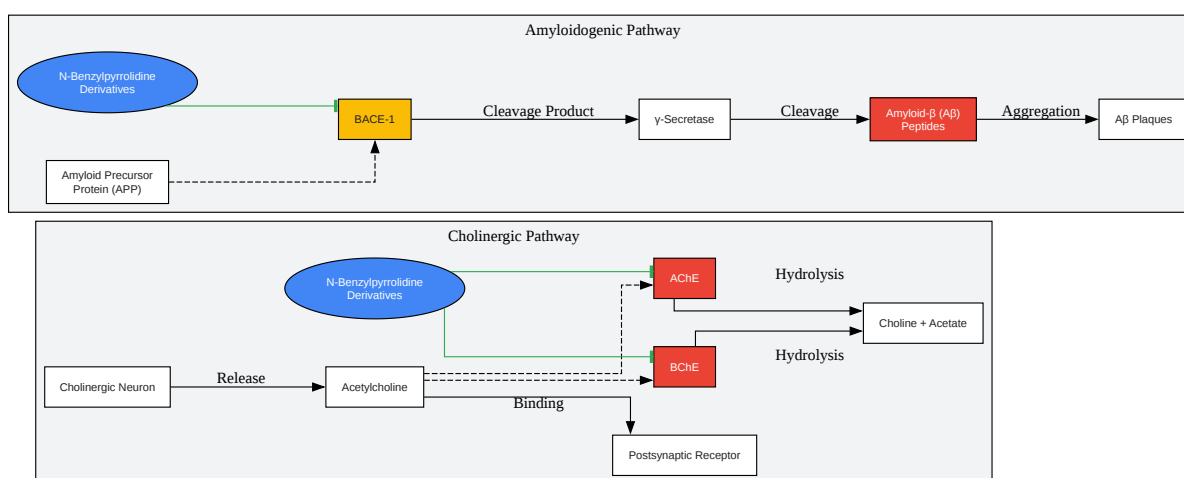 Amyloidogenic Pathway
N-Benzylpyrrolidine
Derivatives
BACE-1
Cleavage Product
γ-Secretase
Cleavage
Amyloid-β (Aβ)
Peptides
Aggregation
Aβ Plaques
Amyloid Precursor
Protein (APP)
Cholinergic Pathway
N-Benzylpyrrolidine
Derivatives
AChE
Hydrolysis
Choline + Acetate
Hydrolysis
BChE
Cholinergic Neuron
Release
Acetylcholine
Binding
Postsynaptic Receptor